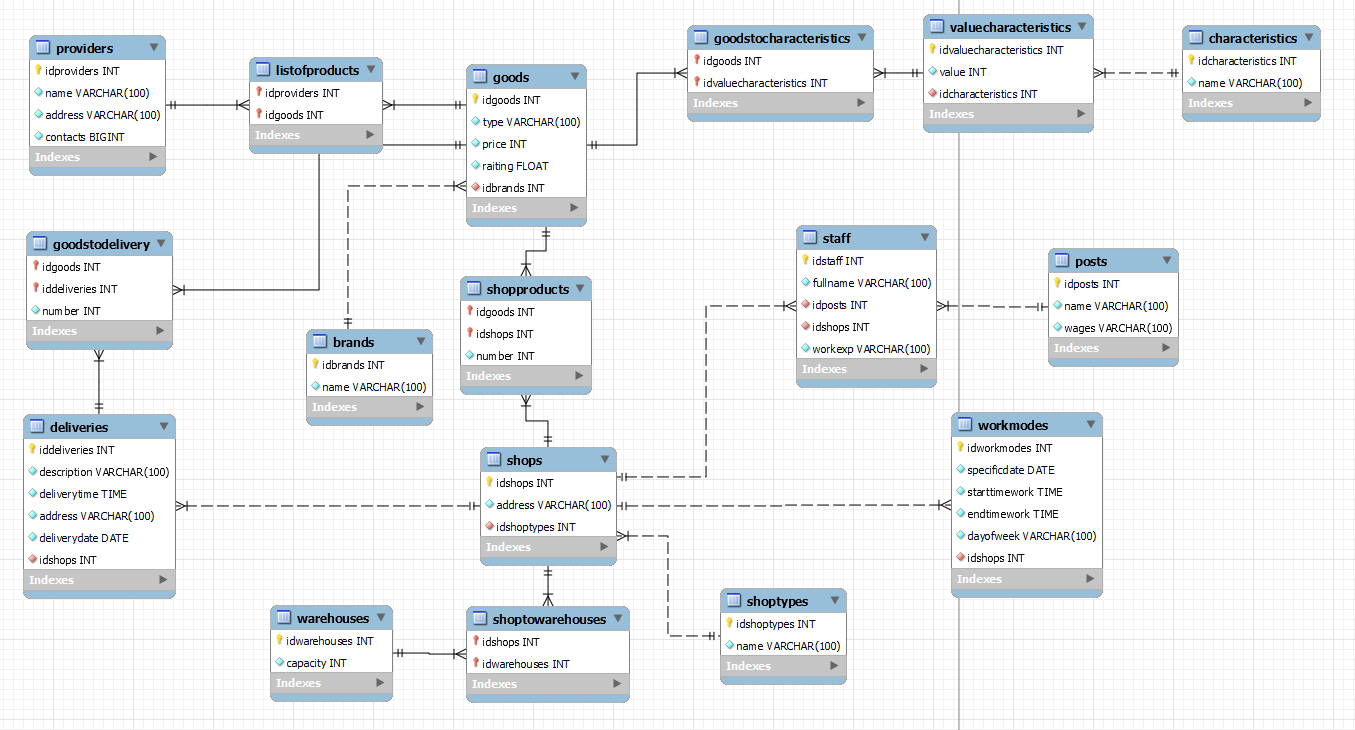 providers
idproviders INT
name VARCHAR(100)
address VARCHAR(100)
contacts BIGINT
Indexes
listofproducts
idproviders INT
idgoods INT
Indexes
goods
idgoods INT
type VARCHAR(100)
price INT
raiting FLOAT
idbrands INT
Indexes
goodstocharacteristics
idgoods INT
idvaluecharacteristics INT
Indexes
valuecharacteristics
idvaluecharacteristics INT
value INT
idcharacteristics INT
Indexes
characteristics
idcharacteristics INT
name VARCHAR(100)
Indexes
goodstodelivery
idgoods INT
iddeliveries INT
number INT
Indexes
brands
idbrands INT
name VARCHAR(100)
Indexes
shopproducts
idgoods INT
idshops INT
number INT
Indexes
staff
idstaff INT
fullname VARCHAR(100)
idposts INT
idshops INT
workexp VARCHAR(100)
Indexes
posts
idposts INT
name VARCHAR(100)
wages VARCHAR(100)
Indexes
deliveries
iddeliveries INT
description VARCHAR(100)
deliverytime TIME
address VARCHAR(100)
deliverydate DATE
idshops INT
Indexes
shops
idshops INT
address VARCHAR(100)
idshoptypes INT
Indexes
workmodes
idworkmodes INT
specificdate DATE
starttimework TIME
endtimework TIME
dayofweek VARCHAR(100)
idshops INT
Indexes
warehouses
idwarehouses INT
capacity INT
Indexes
shoptowarehouses
idshops INT
idwarehouses INT
Indexes
shoptypes
idshoptypes INT
name VARCHAR(100)
Indexes